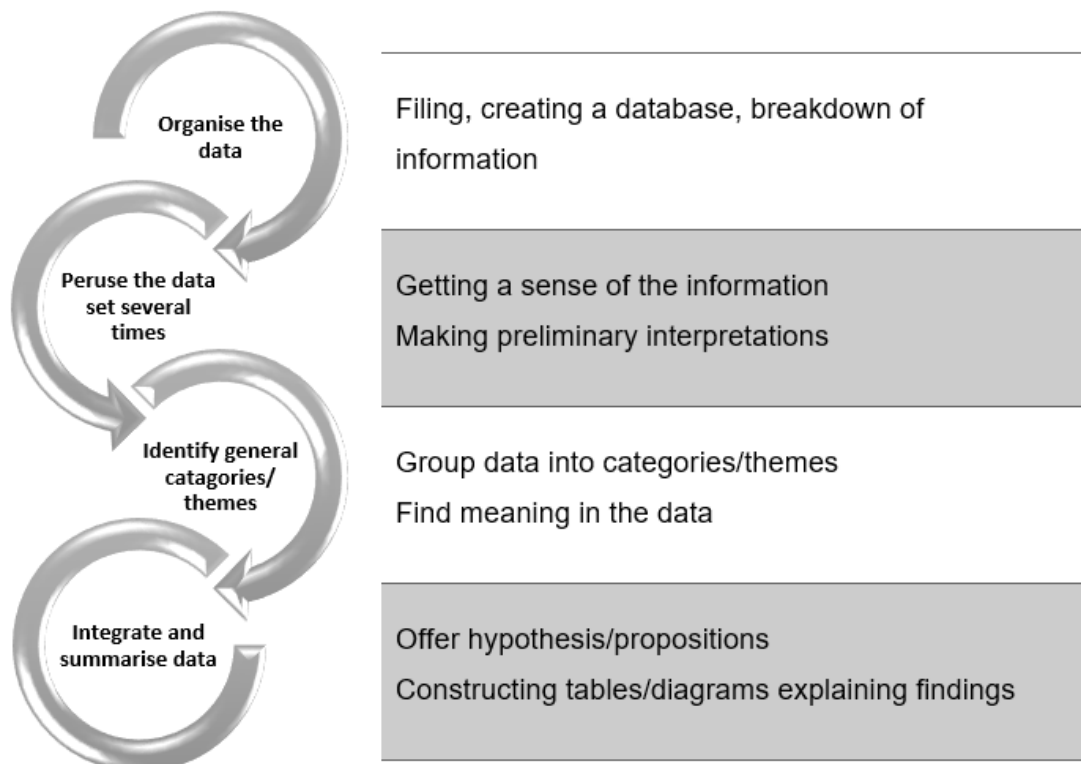 Organise the
data
Filing, creating a database, breakdown of
information
Peruse the data
set several
times
Getting a sense of the information
Making preliminary interpretations
Identify general
catagories/
themes
Group data into categories/themes
Find meaning in the data
Integrate and
summarise data
Offer hypothesis/propositions
Constructing tables/diagrams explaining findings